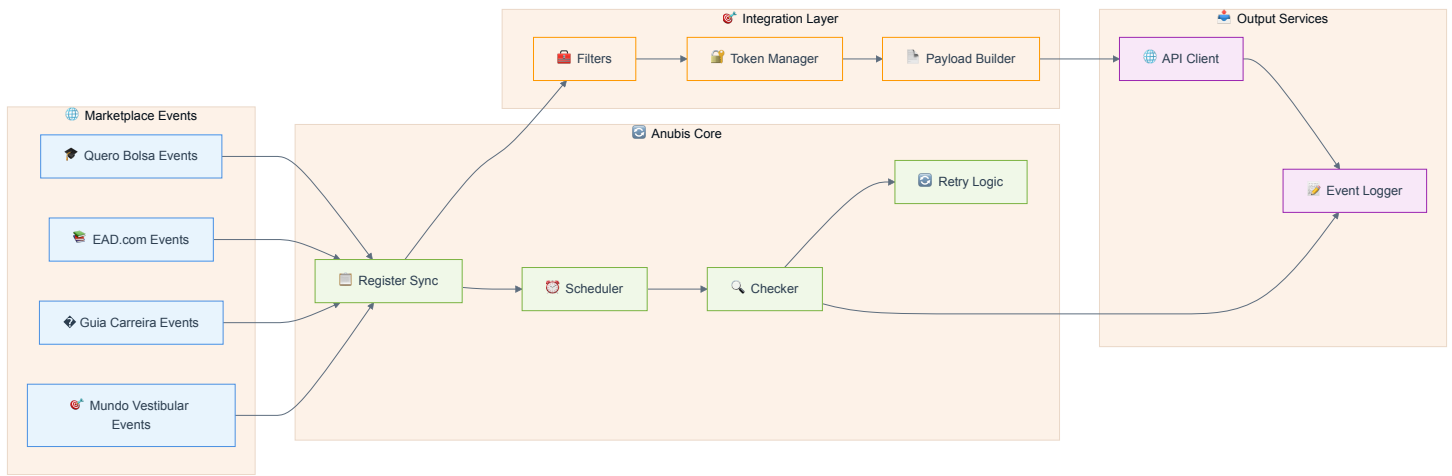 🎯 Integration Layer
🧰 Filters
🔐 Token Manager
📄 Payload Builder
📤 Output Services
🌐 API Client
📝 Event Logger
🌐 Marketplace Events
🎓 Quero Bolsa Events
📚 EAD.com Events
� Guia Carreira Events
🎯 Mundo Vestibular
Events
🔄 Anubis Core
📋 Register Sync
⏰ Scheduler
🔍 Checker
🔄 Retry Logic